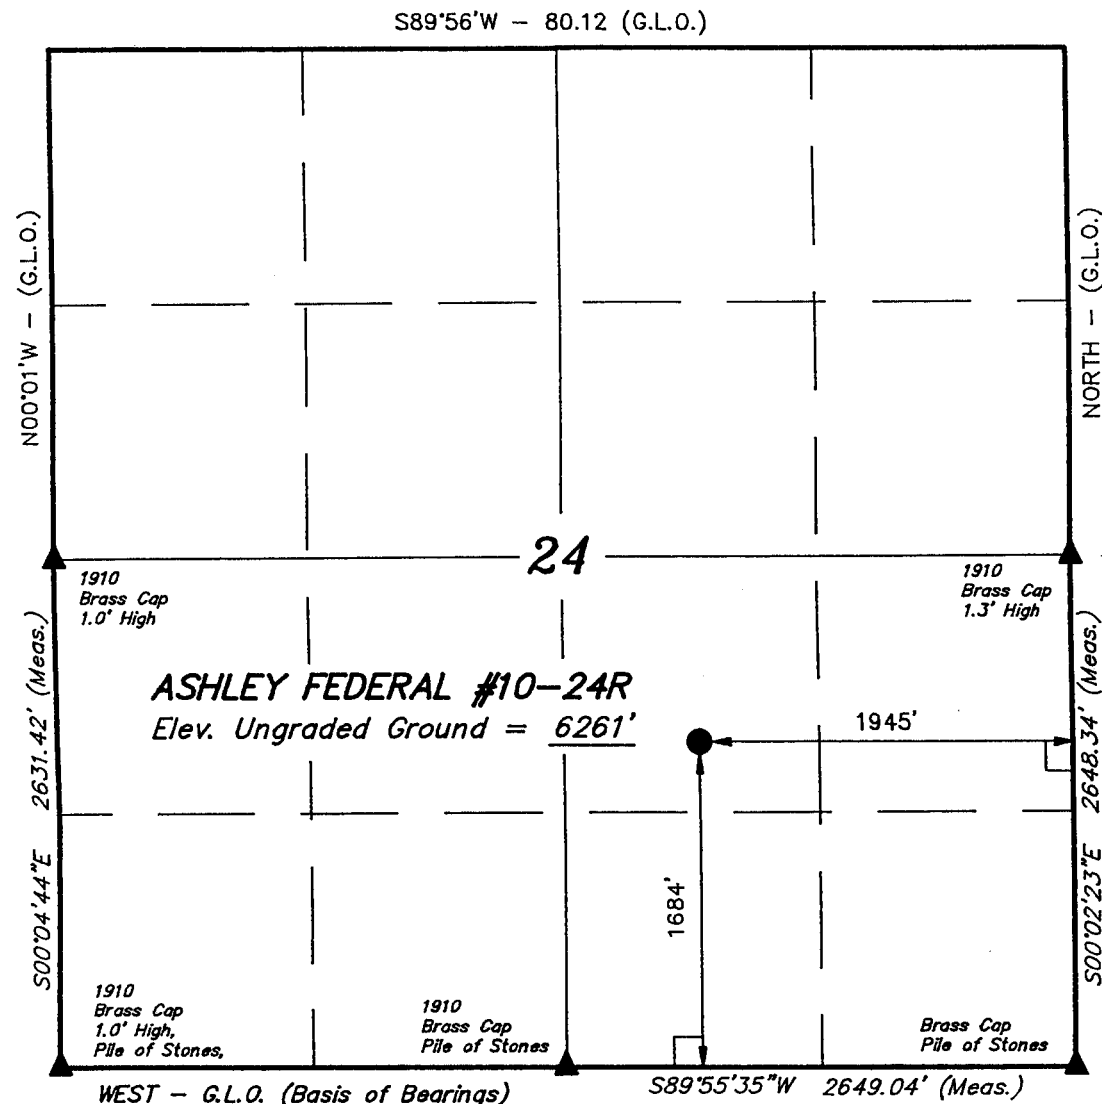 S89°56'W – 80.12 (G.L.O.)
N00°01'W – (G.L.O.)
NORTH – (G.L.O.)
24
1910
Brass Cap
1.0' High
1910
Brass Cap
1.3' High
2631.42' (Meas.)
S00°04'44"E
2648.34' (Meas.)
S00°02'23"E
ASHLEY FEDERAL #10–24R
Elev. Ungraded Ground = 6261'
1945'
1684'
1910
Brass Cap
1.0' High,
Pile of Stones,
1910
Brass Cap
Pile of Stones
Brass Cap
Pile of Stones
WEST – G.L.O. (Basis of Bearings)
S89°55'35"W 2649.04' (Meas.)